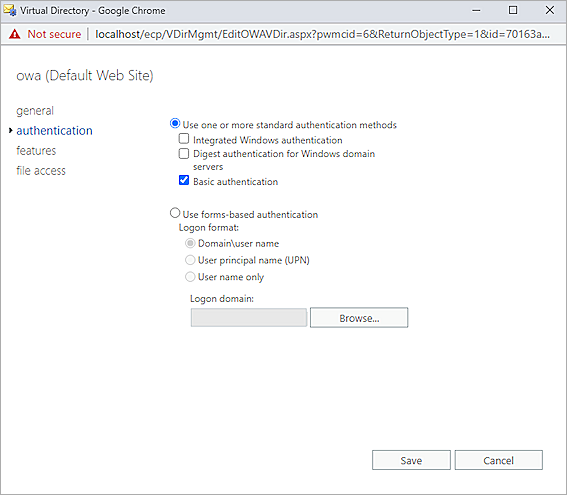 Virtual Directory - Google Chrome
Not secure
localhost/ecp/VDirMgmt/EditOWAVDir.aspx?pwmcid=6&ReturnObjectType=1&id=70163a...
owa (Default Web Site)
general
authentication
features
file access
Use one or more standard authentication methods
Integrated Windows authentication
Digest authentication for Windows domain
servers
Basic authentication
Use forms-based authentication
Logon format:
Domain\user name
User principal name (UPN)
User name only
Logon domain:
Browse...
Save
Cancel